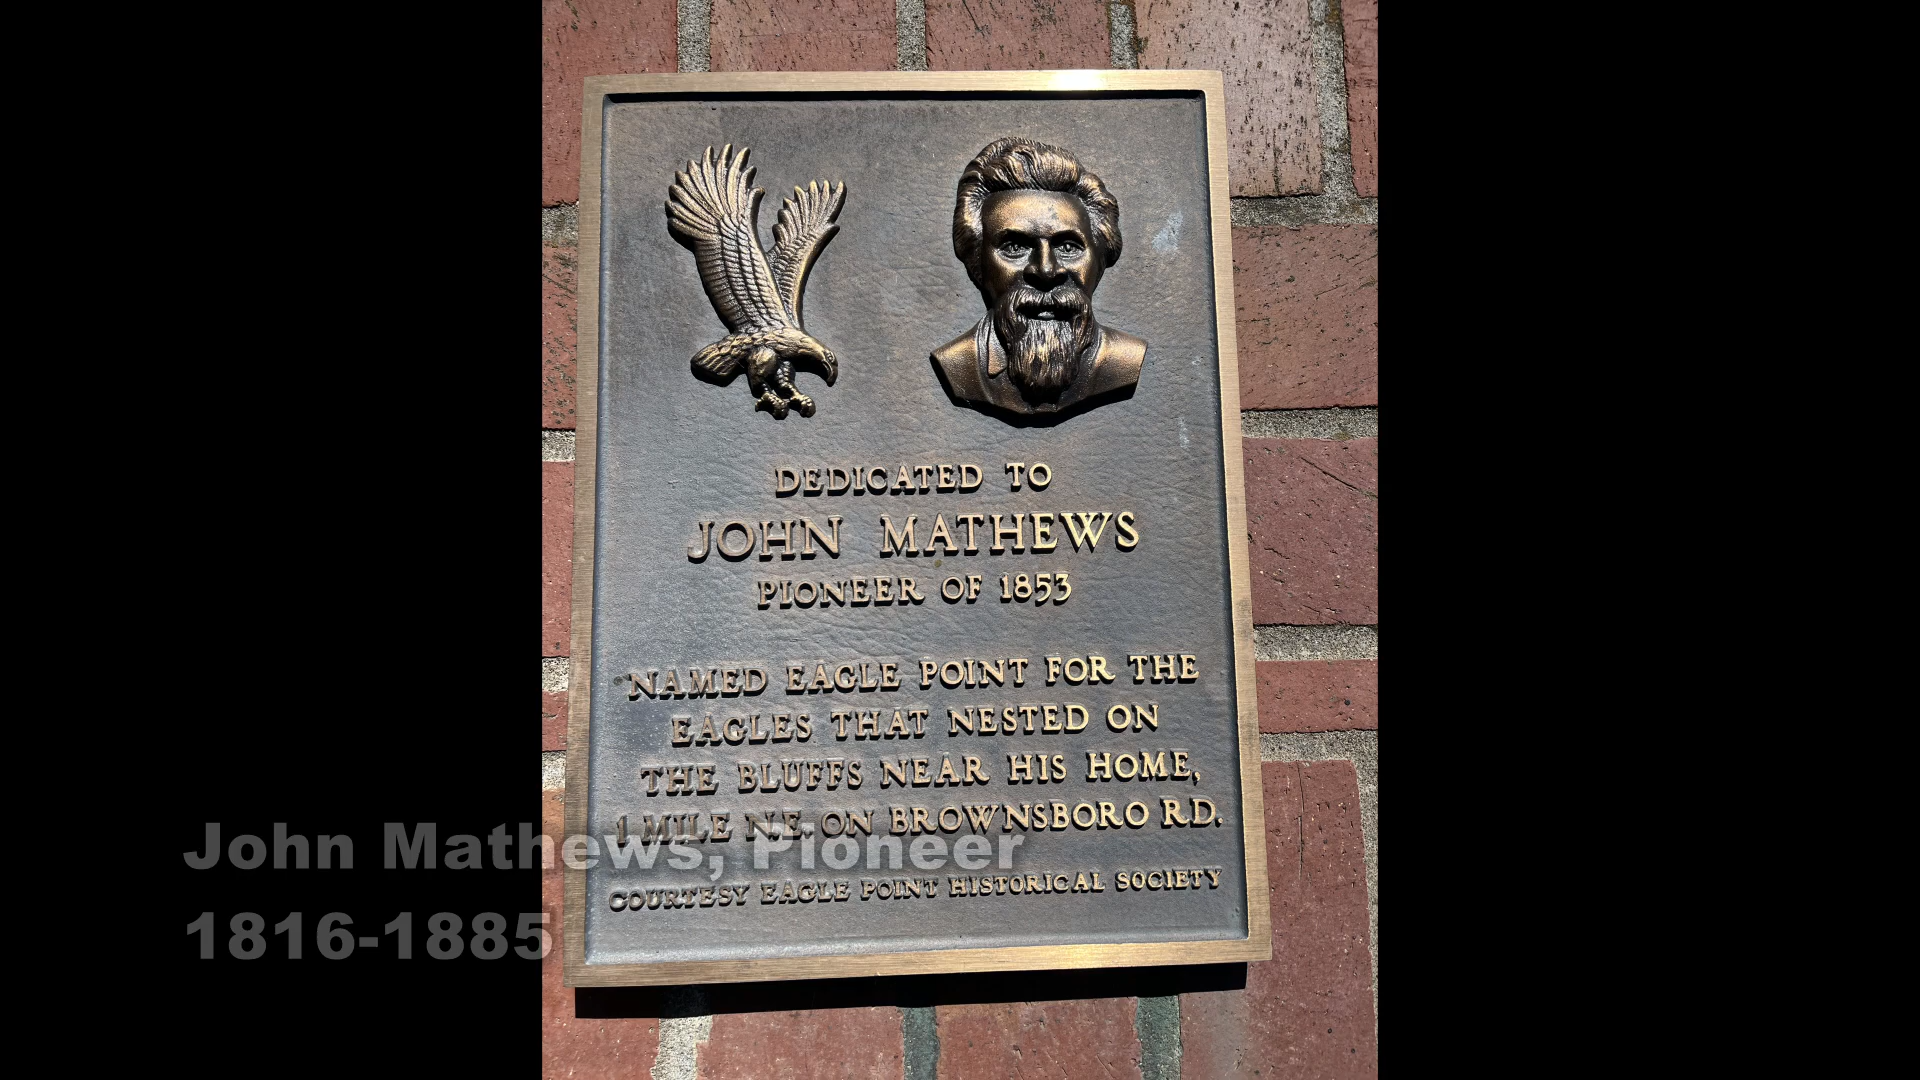 DEDICATED TO
JOHN MATHEWS
PIONEER OF 1853
NAMED EAGLE POINT FOR THE
EAGLES THAT NESTED ON
THE BLUFFS NEAR HIS HOME,
1 MILE N.E. ON BROWNSBORO RD.
COURTESY EAGLE POINT HISTORICAL SOCIETY
John Mathews, Pioneer
1816-1885